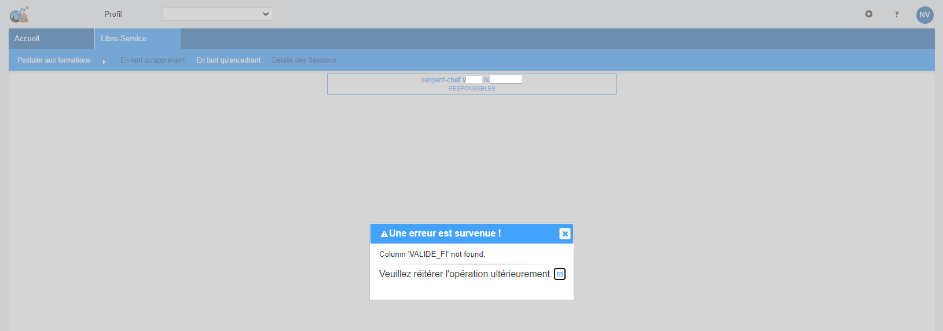 Profil
?
NV
Accueil
Libre-Service
Postuler aux formations
En tant qu'apprenant
En tant qu'encadrant
Détails des Sessions
sergent-chef V N
RESPONSABLES
Une erreur est survenue !
Column 'VALIDE_FI' not found.
Veuillez réitérer l'opération ultérieurement.